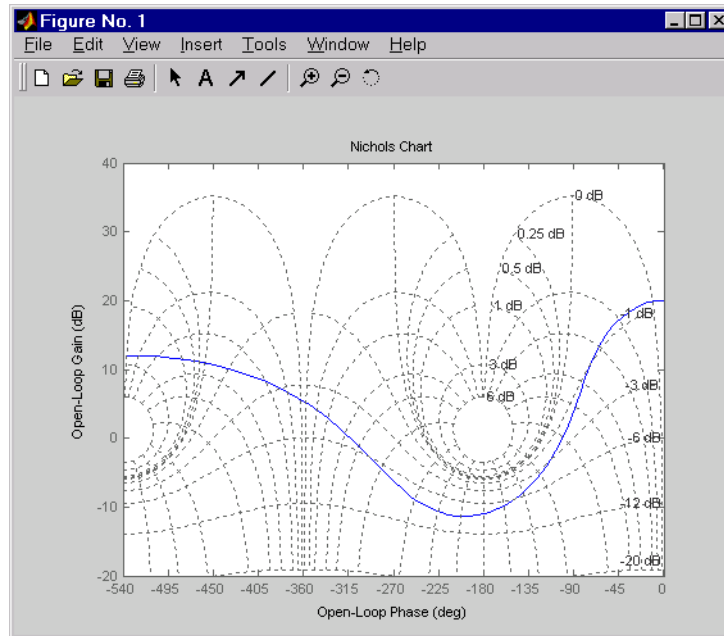 Figure No. 1
File Edit View Insert Tools Window Help
A
Nichols Chart
40
30
20
10
0
-10
-20
Open-Loop Gain (dB)
0 dB
0.25 dB
0.5 dB
1 dB
3 dB
6 dB
-1 dB
-3 dB
-6 dB
-12 dB
-20 dB
-540 -495 -450 -405 -360 -315 -270 -225 -180 -135 -90 -45 0
Open-Loop Phase (deg)